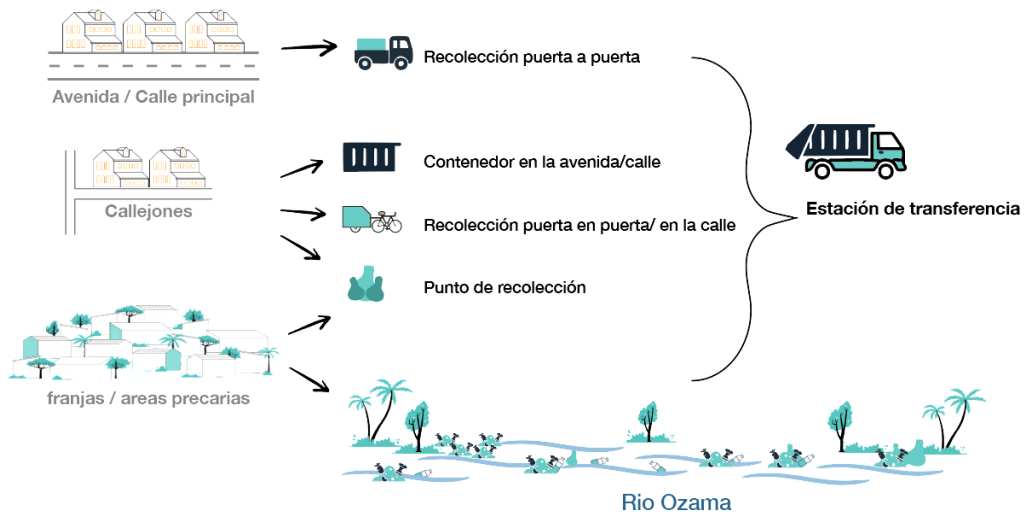 Recolección puerta a puerta
Avenida / Calle principal
Contenedor en la avenida/calle
Callejones
Recolección puerta en puerta/ en la calle
Estación de transferencia
Punto de recolección
franjas / areas precarias
Rio Ozama